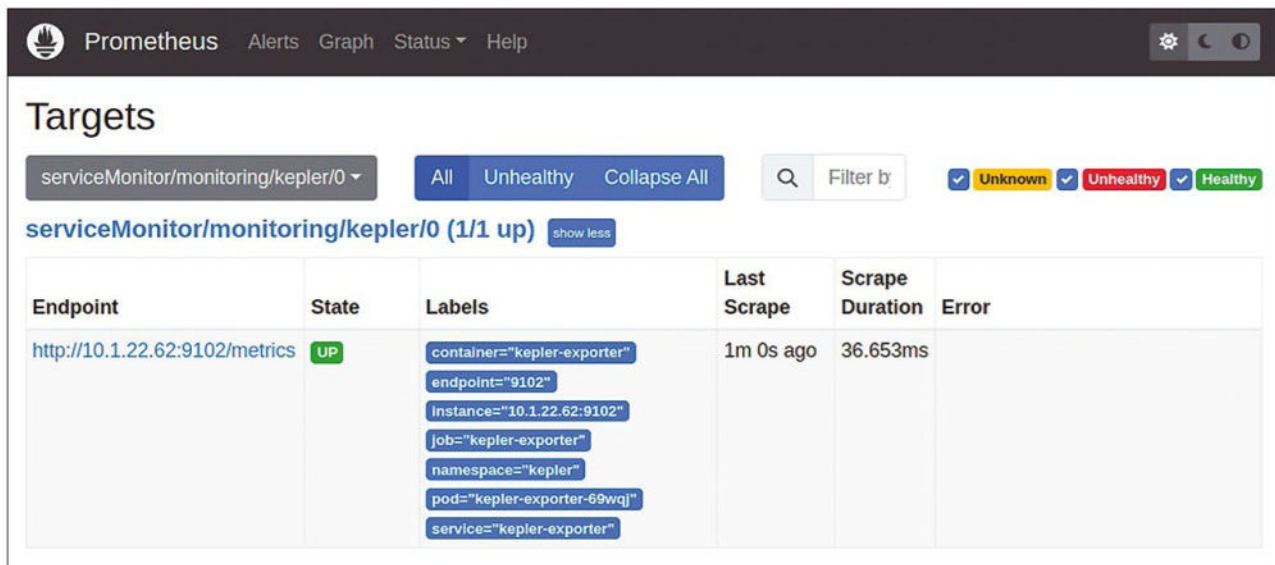 Prometheus Alerts Graph Status Help
Targets
serviceMonitor/monitoring/kepler/0
All Unhealthy Collapse All
Filter b
Unknown Unhealthy Healthy
serviceMonitor/monitoring/kepler/0 (1/1 up) show less
Endpoint State Labels Last Scrape Scrape Duration Error
http://10.1.22.62:9102/metrics UP container="kepler-exporter" 1m 0s ago 36.653ms
endpoint="9102"
instance="10.1.22.62:9102"
job="kepler-exporter"
namespace="kepler"
pod="kepler-exporter-69wqj"
service="kepler-exporter"